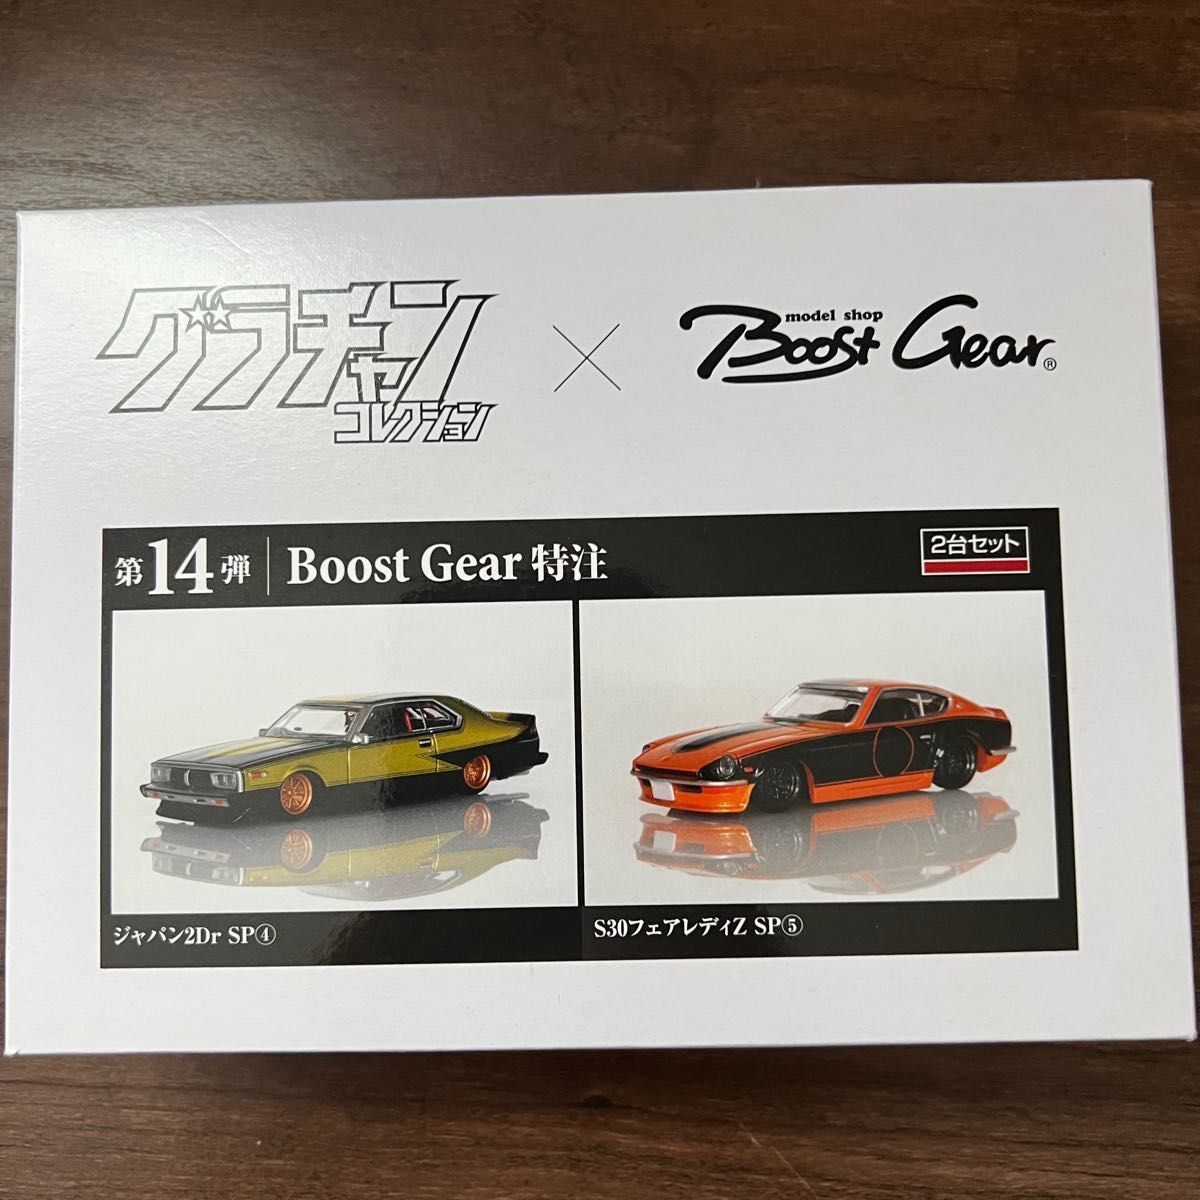 グラチャン
コレクション
×
model shop
Boost Gear®
第14弾 Boost Gear 特注
2台セット
ジャパン2Dr SP④
S30フェアレディZ SP⑤